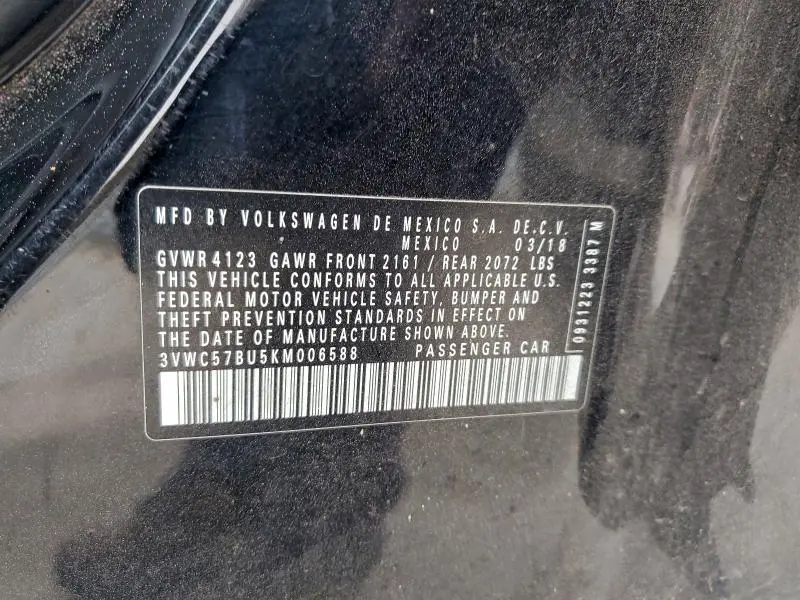 MFD BY VOLKSWAGEN DE MEXICO S.A. DE.C.V.
MEXICO 03/18
GVWR 4123 GAWR FRONT 2161 / REAR 2072 LBS
THIS VEHICLE CONFORMS TO ALL APPLICABLE U.S.
FEDERAL MOTOR VEHICLE SAFETY, BUMPER AND
THEFT PREVENTION STANDARDS IN EFFECT ON
THE DATE OF MANUFACTURE SHOWN ABOVE.
3VWC57BU5KM006588 PASSENGER CAR
0931223 3387 M